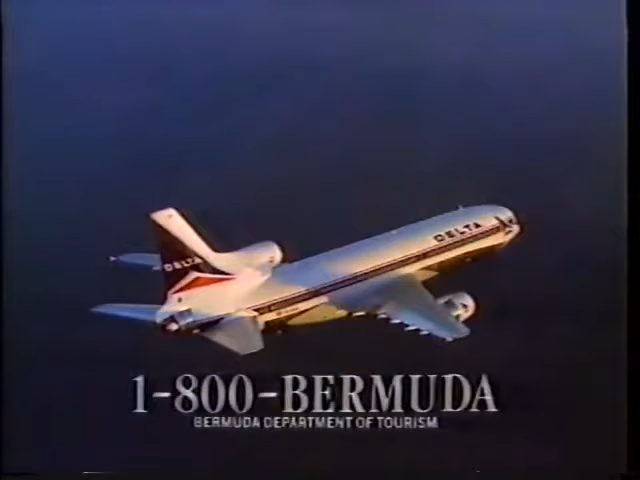 DELTA
DELTA
1-800-BERMUDA
BERMUDA DEPARTMENT OF TOURISM